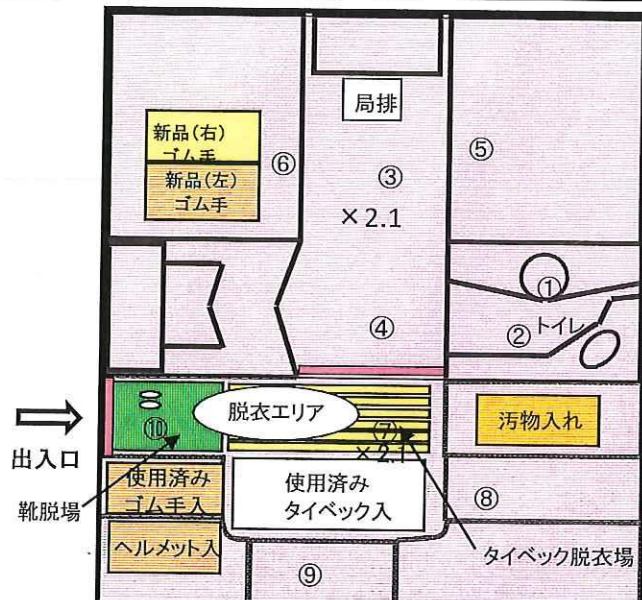 局排
新品(右)
ゴム手
新品(左)
ゴム手
⑥
③
×2.1
⑤
①
④
②
トイレ
出入口
⑩
脱衣エリア
⑦
×2.1
汚物入れ
靴脱場
使用済み
ゴム手入
使用済み
タイベック入
⑧
ヘルメット入
⑨
タイベック脱衣場